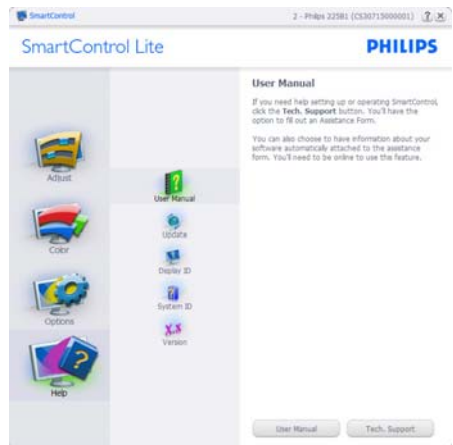 SmartControl
2 - Philips 225B1 (CS30715000001)
?
X
SmartControl Lite
PHILIPS
User Manual
If you need help setting up or operating SmartControl,
click the Tech. Support button. You'll have the
option to fill out an Assistance Form.
You can also choose to have information about your
software automatically attached to the assistance
form. You'll need to be online to use this feature.
Adjust
Color
Options
Help
User Manual
Update
Display ID
System ID
X.X
Version
User Manual
Tech. Support